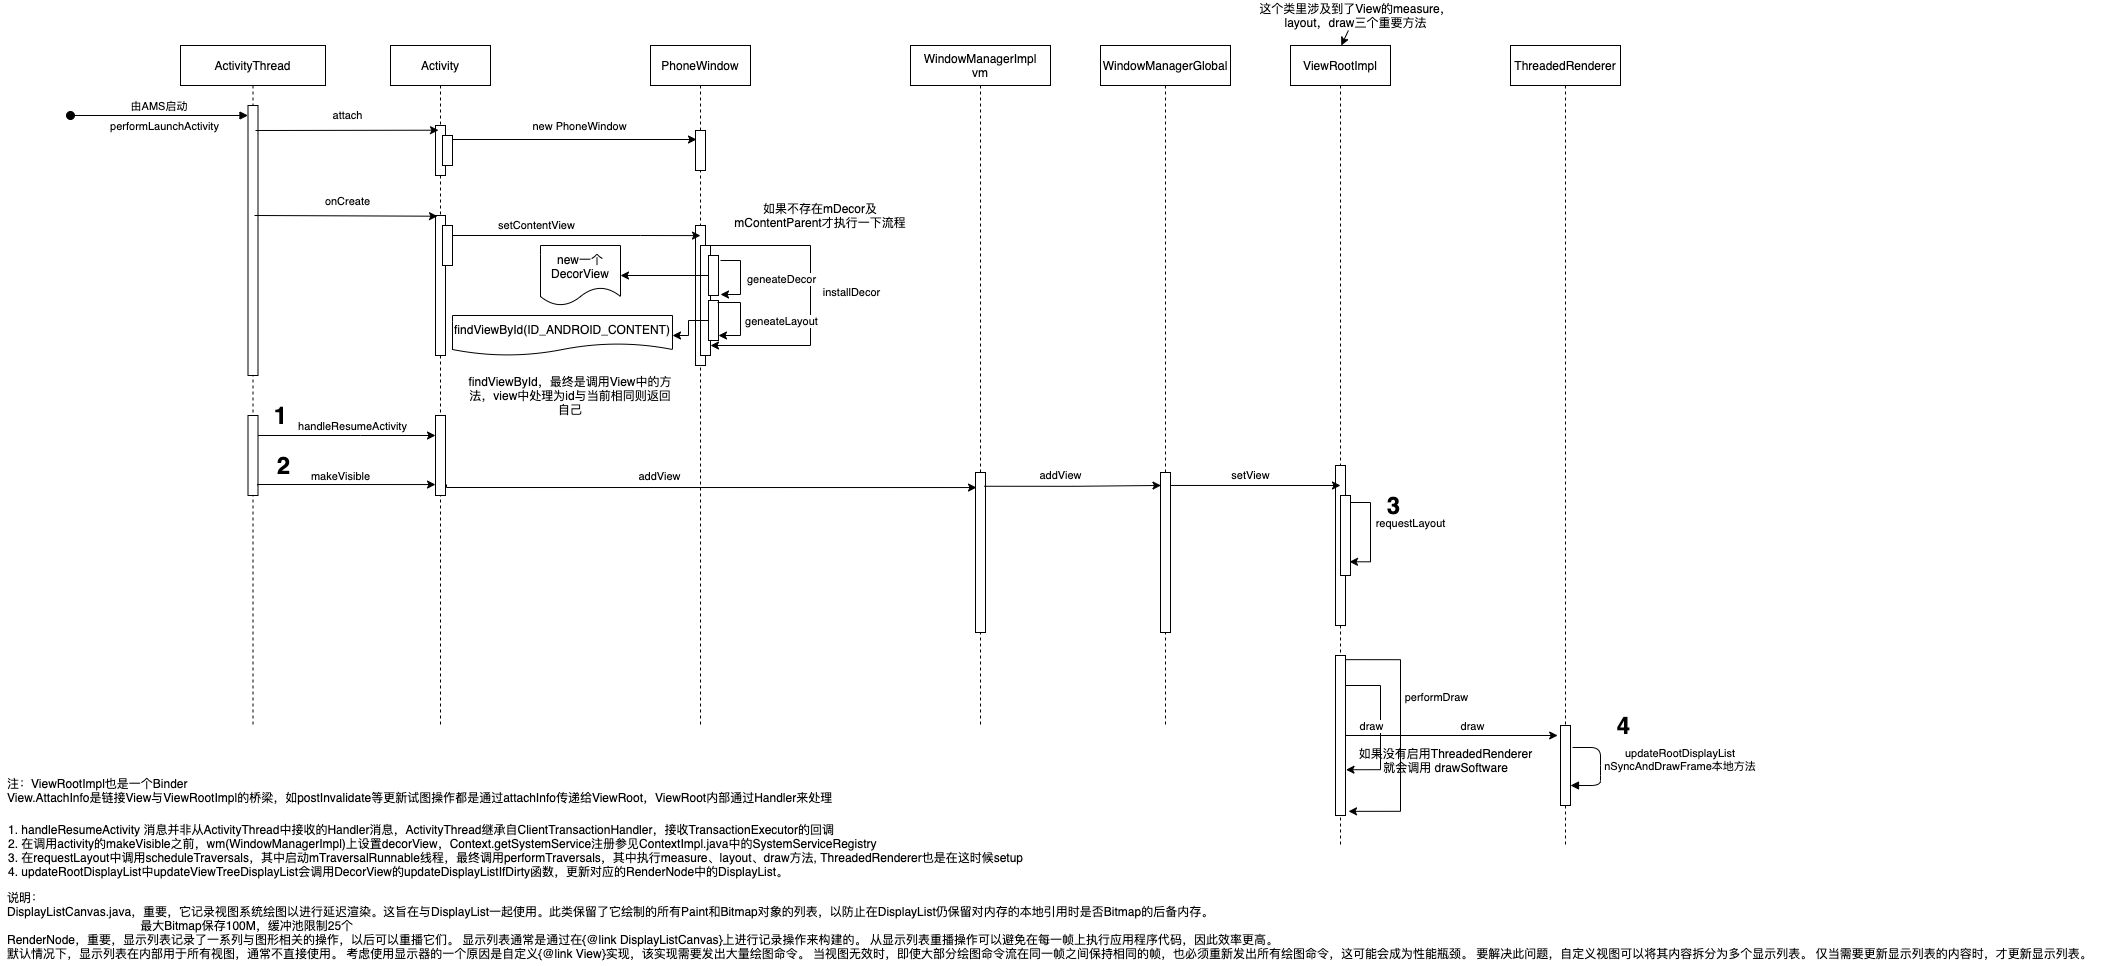 这个类里涉及到了View的measure，
layout，draw三个重要方法
ActivityThread
Activity
PhoneWindow
WindowManagerImpl
vm
WindowManagerGlobal
ViewRootImpl
ThreadedRenderer
由AMS启动
performLaunchActivity
attach
new PhoneWindow
onCreate
setContentView
如果不存在mDecor及
mContentParent才执行一下流程
new一个
DecorView
geneateDecor
installDecor
geneateLayout
findViewById(ID_ANDROID_CONTENT)
findViewById，最终是调用View中的方
法，view中处理为id与当前相同则返回
自己
1
handleResumeActivity
2
makeVisible
addView
addView
setView
3
requestLayout
performDraw
draw
draw
4
如果没有启用ThreadedRenderer
就会调用 drawSoftware
updateRootDisplayList
nSyncAndDrawFrame本地方法
注：ViewRootImpl也是一个Binder
View.AttachInfo是链接View与ViewRootImpl的桥梁，如postInvalidate等更新试图操作都是通过attachInfo传递给ViewRoot，ViewRoot内部通过Handler来处理
1. handleResumeActivity 消息并非从ActivityThread中接收的Handler消息，ActivityThread继承自ClientTransactionHandler，接收TransactionExecutor的回调
2. 在调用activity的makeVisible之前，wm(WindowManagerImpl)上设置decorView，Context.getSystemService注册参见ContextImpl.java中的SystemServiceRegistry
3. 在requestLayout中调用scheduleTraversals，其中启动mTraversalRunnable线程，最终调用performTraversals，其中执行measure、layout、draw方法, ThreadedRenderer也是在这时候setup
4. updateRootDisplayList中updateViewTreeDisplayList会调用DecorView的updateDisplayListIfDirty函数，更新对应的RenderNode中的DisplayList。
说明：
DisplayListCanvas.java，重要，它记录视图系统绘图以进行延迟渲染。这旨在与DisplayList一起使用。此类保留了它绘制的所有Paint和Bitmap对象的列表，以防止在DisplayList仍保留对内存的本地引用时是否Bitmap的后备内存。
最大Bitmap保存100M，缓冲池限制25个
RenderNode，重要，显示列表记录了一系列与图形相关的操作，以后可以重播它们。 显示列表通常是通过在{@link DisplayListCanvas}上进行记录操作来构建的。 从显示列表重播操作可以避免在每一帧上执行应用程序代码，因此效率更高。
默认情况下，显示列表在内部用于所有视图，通常不直接使用。 考虑使用显示器的一个原因是自定义{@link View}实现，该实现需要发出大量绘图命令。 当视图无效时，即使大部分绘图命令流在同一帧之间保持相同的帧，也必须重新发出所有绘图命令，这可能会成为性能瓶颈。 要解决此问题，自定义视图可以将其内容拆分为多个显示列表。 仅当需要更新显示列表的内容时，才更新显示列表。